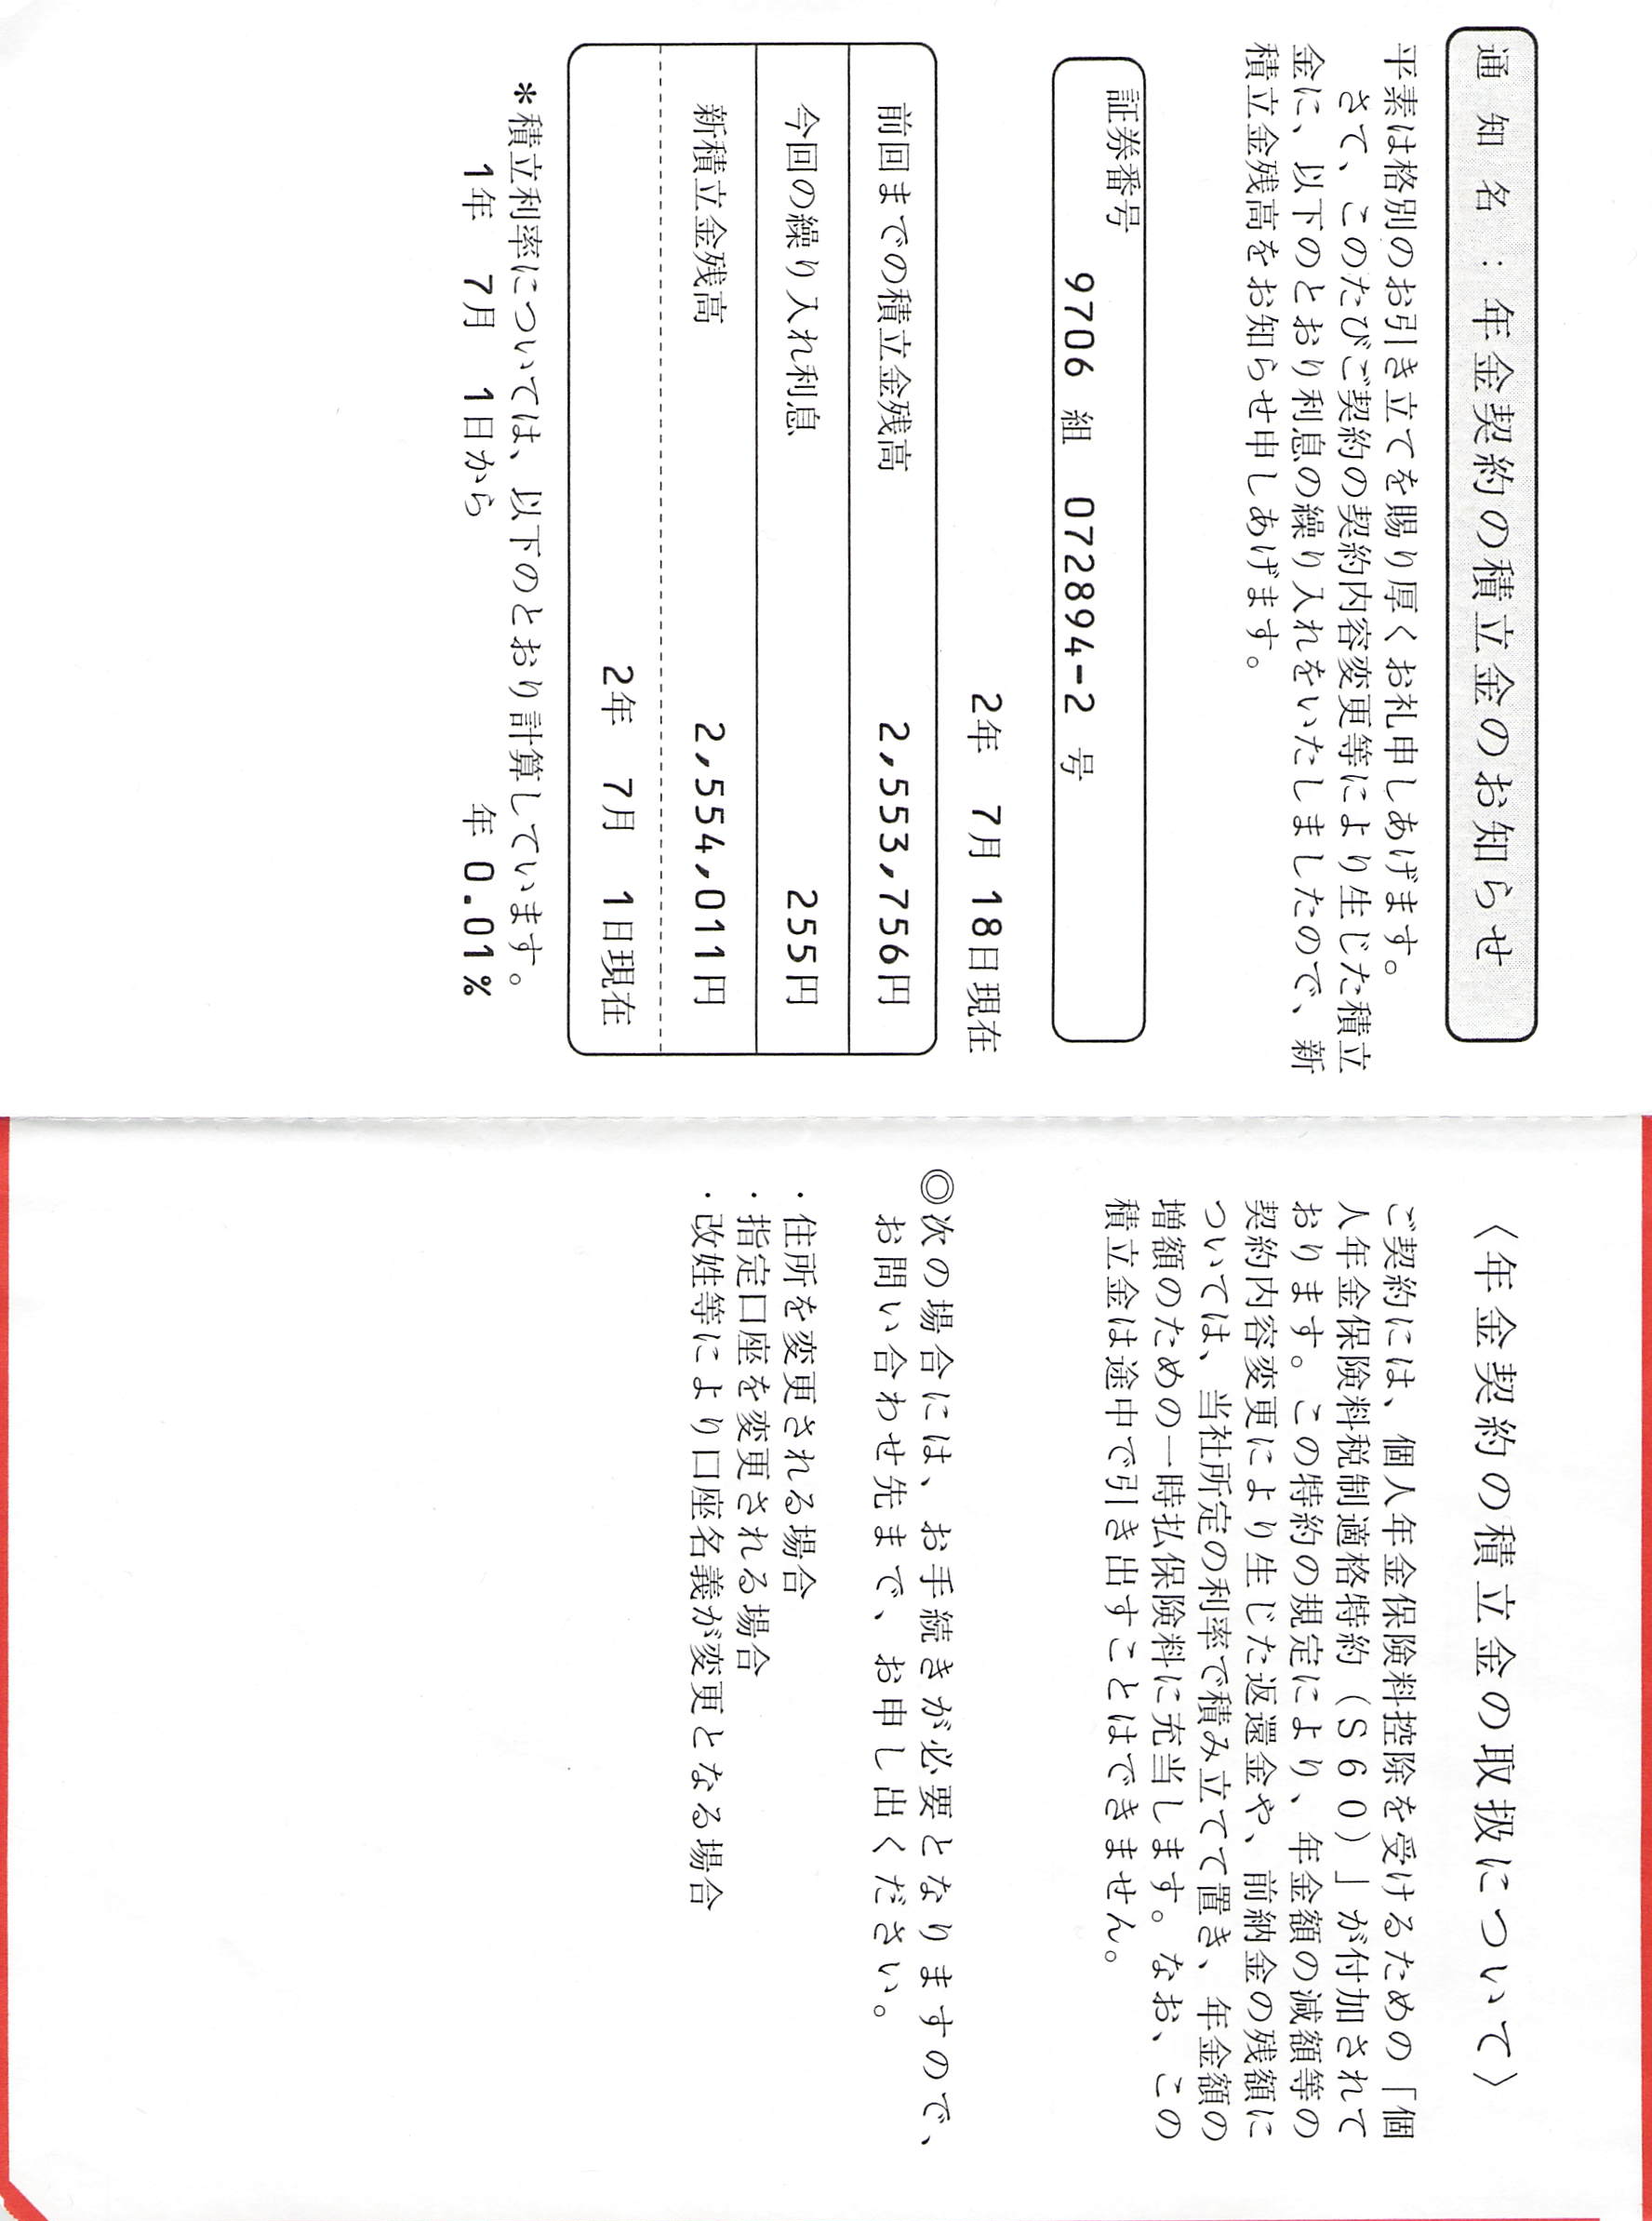 通 知 名 : 年金契約の積立金のお知らせ
平素は格別のお引き立てを賜り厚くお礼申しあげます。
さて、このたびご契約の契約内容変更等により生じた積立
金に、以下のとおり利息の繰り入れをいたしましたので、新
積立金残高をお知らせ申しあげます。
証券番号
9706 組 072894-2 号
2年 7月 18日現在
前回までの積立金残高 2,553,756円
今回の繰り入れ利息 255円
新積立金残高 2,554,011円
2年 7月 1日現在
*積立利率については、以下のとおり計算しています。
1年 7月 1日から 年 0.01%
〈年金契約の積立金の取扱について〉
ご契約には、個人年金保険料控除を受けるための「個
人年金保険料税制適格特約(S60)」が付加されて
おります。この特約の規定により、年金額の減額等の
契約内容変更により生じた返還金や、前納金の残額に
ついては、当社所定の利率で積み立てて置き、年金額の
増額のための一時払保険料に充当します。なお、この
積立金は途中で引き出すことはできません。
◎次の場合には、お手続きが必要となりますので、
お問い合わせ先まで、お申し出ください。
・住所を変更される場合
・指定口座を変更される場合
・改姓等により口座名義が変更となる場合